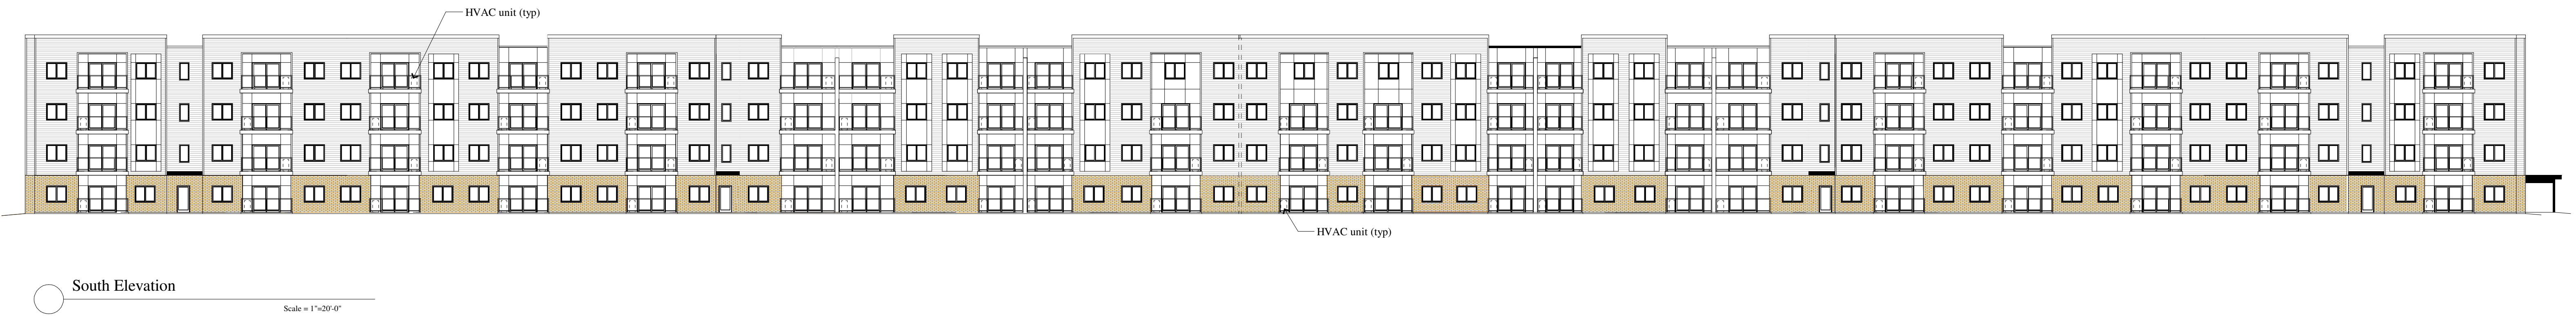 HVAC unit (typ)
HVAC unit (typ)
South Elevation
Scale = 1"=20'-0"